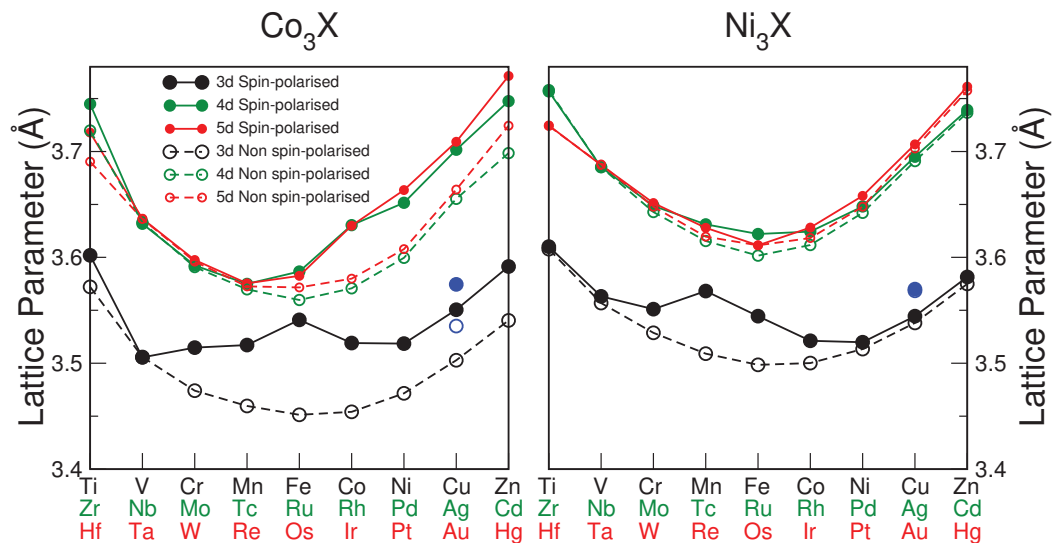 Co₃X
Ni₃X
Lattice Parameter (Å)
3.7
3.6
3.5
3.4
3d Spin-polarised
4d Spin-polarised
5d Spin-polarised
3d Non spin-polarised
4d Non spin-polarised
5d Non spin-polarised
Ti V Cr Mn Fe Co Ni Cu Zn
Zr Nb Mo Tc Ru Rh Pd Ag Cd
Hf Ta W Re Os Ir Pt Au Hg
Ti V Cr Mn Fe Co Ni Cu Zn
Zr Nb Mo Tc Ru Rh Pd Ag Cd
Hf Ta W Re Os Ir Pt Au Hg
3.7
3.6
3.5
3.4
Lattice Parameter (Å)